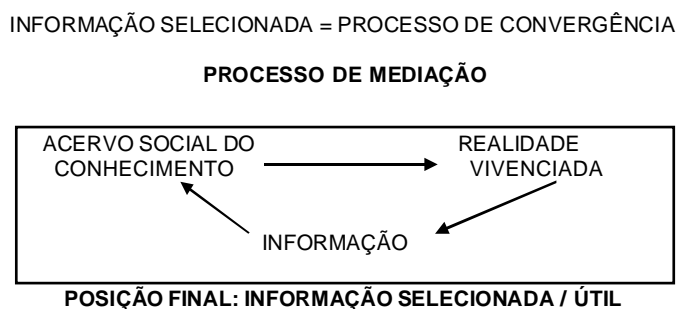 INFORMAÇÃO SELECIONADA = PROCESSO DE CONVERGÊNCIA
PROCESSO DE MEDIAÇÃO
ACERVO SOCIAL DO
CONHECIMENTO
REALIDADE
VIVENCIADA
INFORMAÇÃO
POSIÇÃO FINAL: INFORMAÇÃO SELECIONADA / ÚTIL